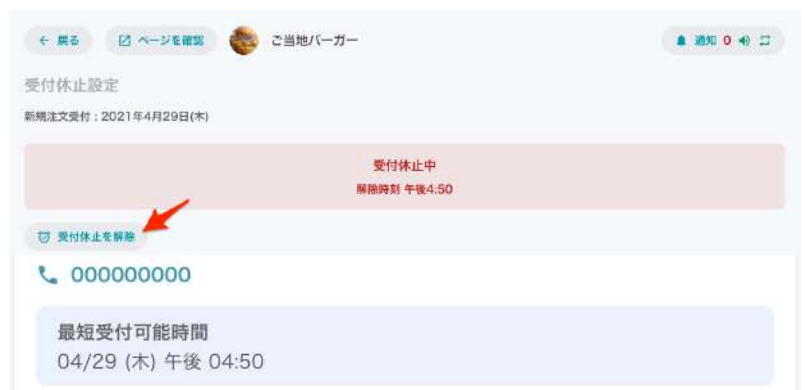 ← 戻る ページを確認 ご当地バーガー 通知 0
受付休止設定
新規注文受付：2021年4月29日(木)
受付休止中
解除時刻 午後4:50
受付休止を解除
000000000
最短受付可能時間
04/29 (木) 午後 04:50